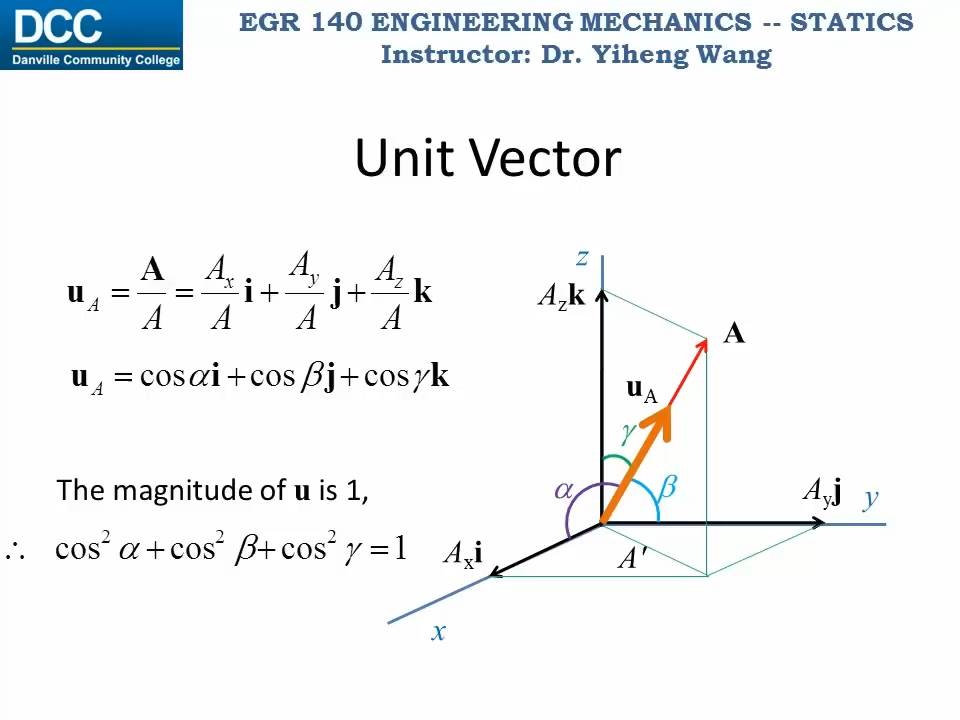 DCC
Danville Community College
EGR 140 ENGINEERING MECHANICS -- STATICS
Instructor: Dr. Yiheng Wang
Unit Vector
u_A = A/A = A_x/A i + A_y/A j + A_z/A k
u_A = cos α i + cos β j + cos γ k
The magnitude of u is 1,
∴ cos² α + cos² β + cos² γ = 1
z
A_z k
A
u_A
γ
α
β
A_y j
y
A_x i
A′
x